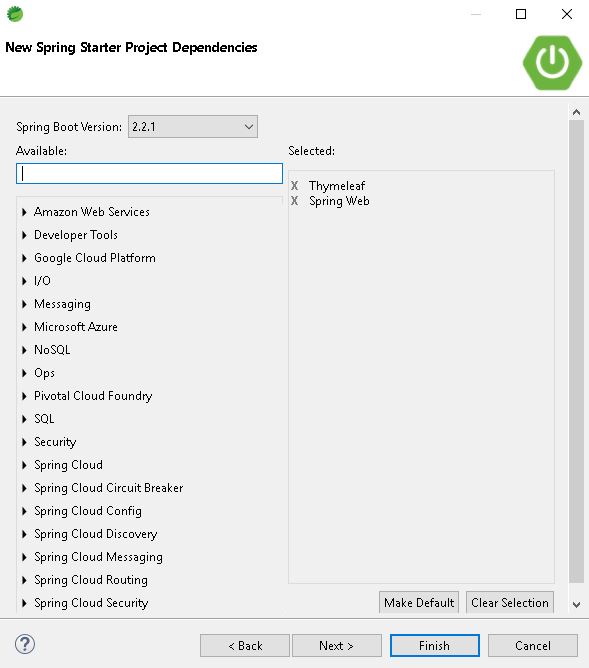 New Spring Starter Project Dependencies
Spring Boot Version: 2.2.1
Available:
Selected:
X Thymeleaf
X Spring Web
Amazon Web Services
Developer Tools
Google Cloud Platform
I/O
Messaging
Microsoft Azure
NoSQL
Ops
Pivotal Cloud Foundry
SQL
Security
Spring Cloud
Spring Cloud Circuit Breaker
Spring Cloud Config
Spring Cloud Discovery
Spring Cloud Messaging
Spring Cloud Routing
Spring Cloud Security
Make Default Clear Selection
? < Back Next > Finish Cancel